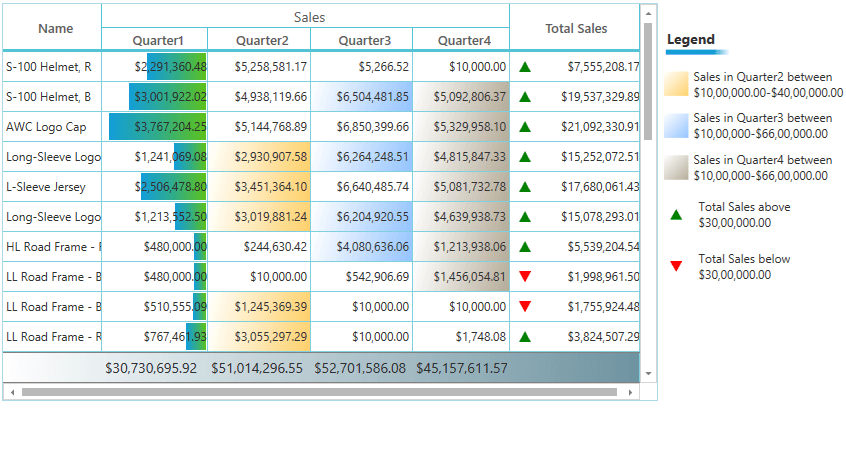 Sales
Name Total Sales
Quarter1 Quarter2 Quarter3 Quarter4
S-100 Helmet, R $2,291,360.48 $5,258,581.17 $5,266.52 $10,000.00 $7,555,208.17
S-100 Helmet, B $3,001,922.02 $4,938,119.66 $6,504,481.85 $5,092,806.37 $19,537,329.89
AWC Logo Cap $3,767,204.25 $5,144,768.89 $6,850,399.66 $5,329,958.10 $21,092,330.91
Long-Sleeve Logo $1,241,069.08 $2,930,907.58 $6,264,248.51 $4,815,847.33 $15,252,072.51
L-Sleeve Jersey $2,506,478.80 $3,451,364.10 $6,640,485.74 $5,081,732.78 $17,680,061.43
Long-Sleeve Logo $1,213,552.50 $3,019,881.24 $6,204,920.55 $4,639,938.73 $15,078,293.01
HL Road Frame - $480,000.00 $244,630.42 $4,080,636.06 $1,213,938.06 $5,539,204.54
LL Road Frame - B $480,000.00 $10,000.00 $542,906.69 $1,456,054.81 $1,998,961.50
LL Road Frame - B $510,555.09 $1,245,369.39 $10,000.00 $10,000.00 $1,755,924.48
LL Road Frame - R $767,461.93 $3,055,297.29 $10,000.00 $1,748.08 $3,824,507.29
$30,730,695.92 $51,014,296.55 $52,701,586.08 $45,157,611.57
Legend
Sales in Quarter2 between
$10,00,000.00-$40,00,000.00
Sales in Quarter3 between
$10,00,000-$66,00,000.00
Sales in Quarter4 between
$10,00,000-$66,00,000.00
Total Sales above
$30,00,000.00
Total Sales below
$30,00,000.00